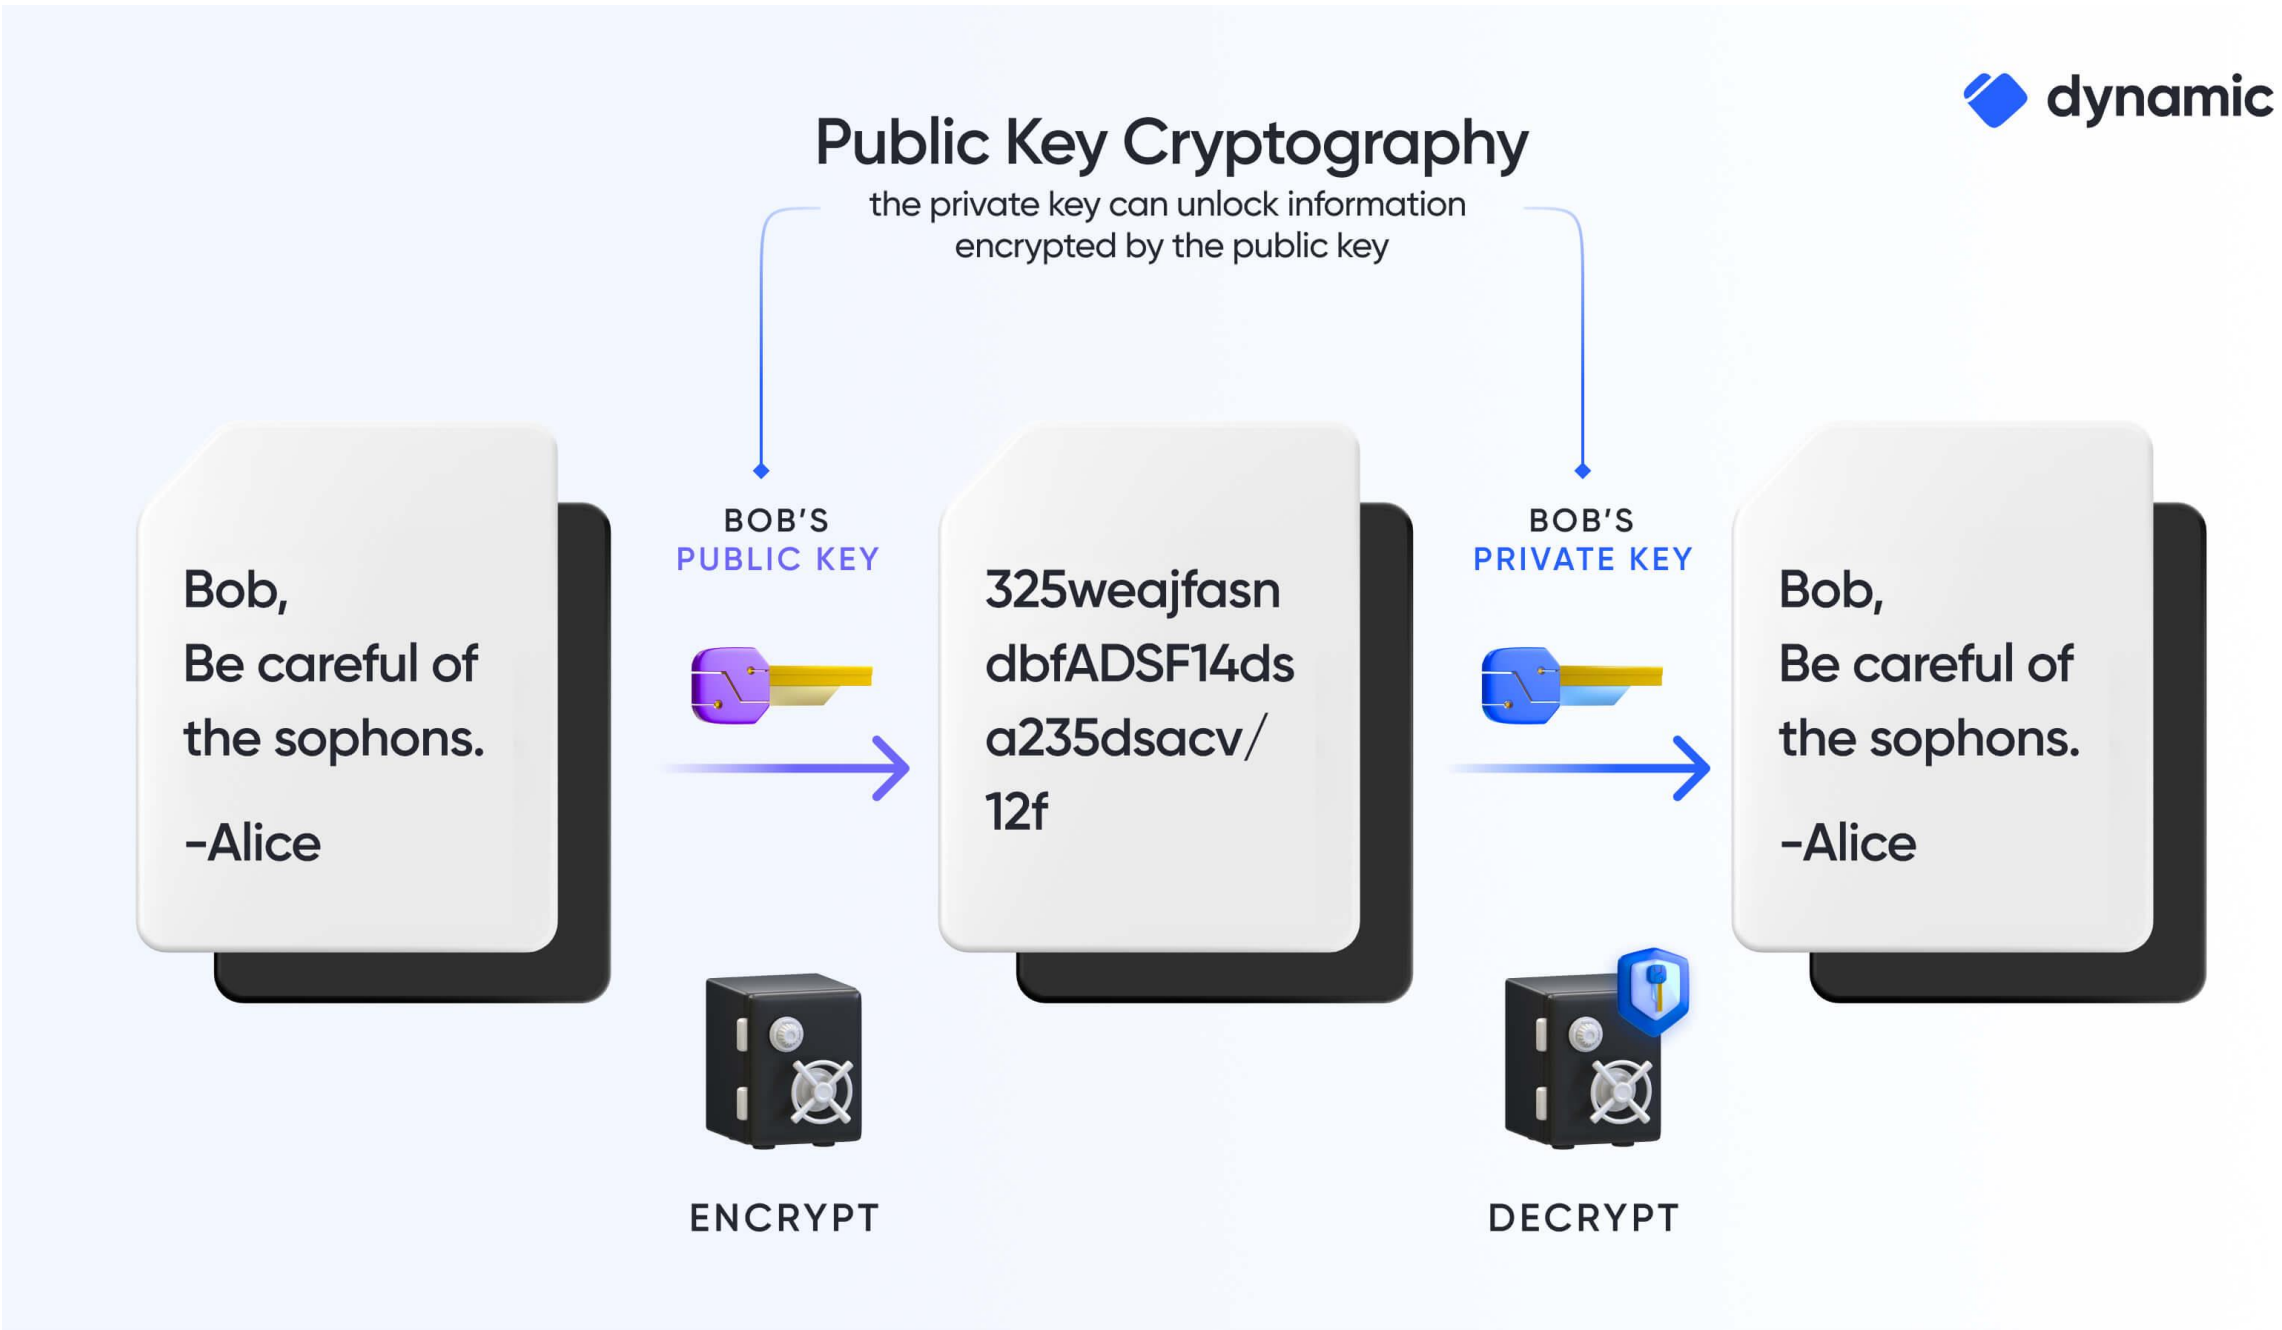 dynamic
Public Key Cryptography
the private key can unlock information
encrypted by the public key
BOB'S
PUBLIC KEY
BOB'S
PRIVATE KEY
Bob,
Be careful of
the sophons.
-Alice
325weajfasn
dbfADSF14ds
a235dsacv/
12f
Bob,
Be careful of
the sophons.
-Alice
ENCRYPT
DECRYPT